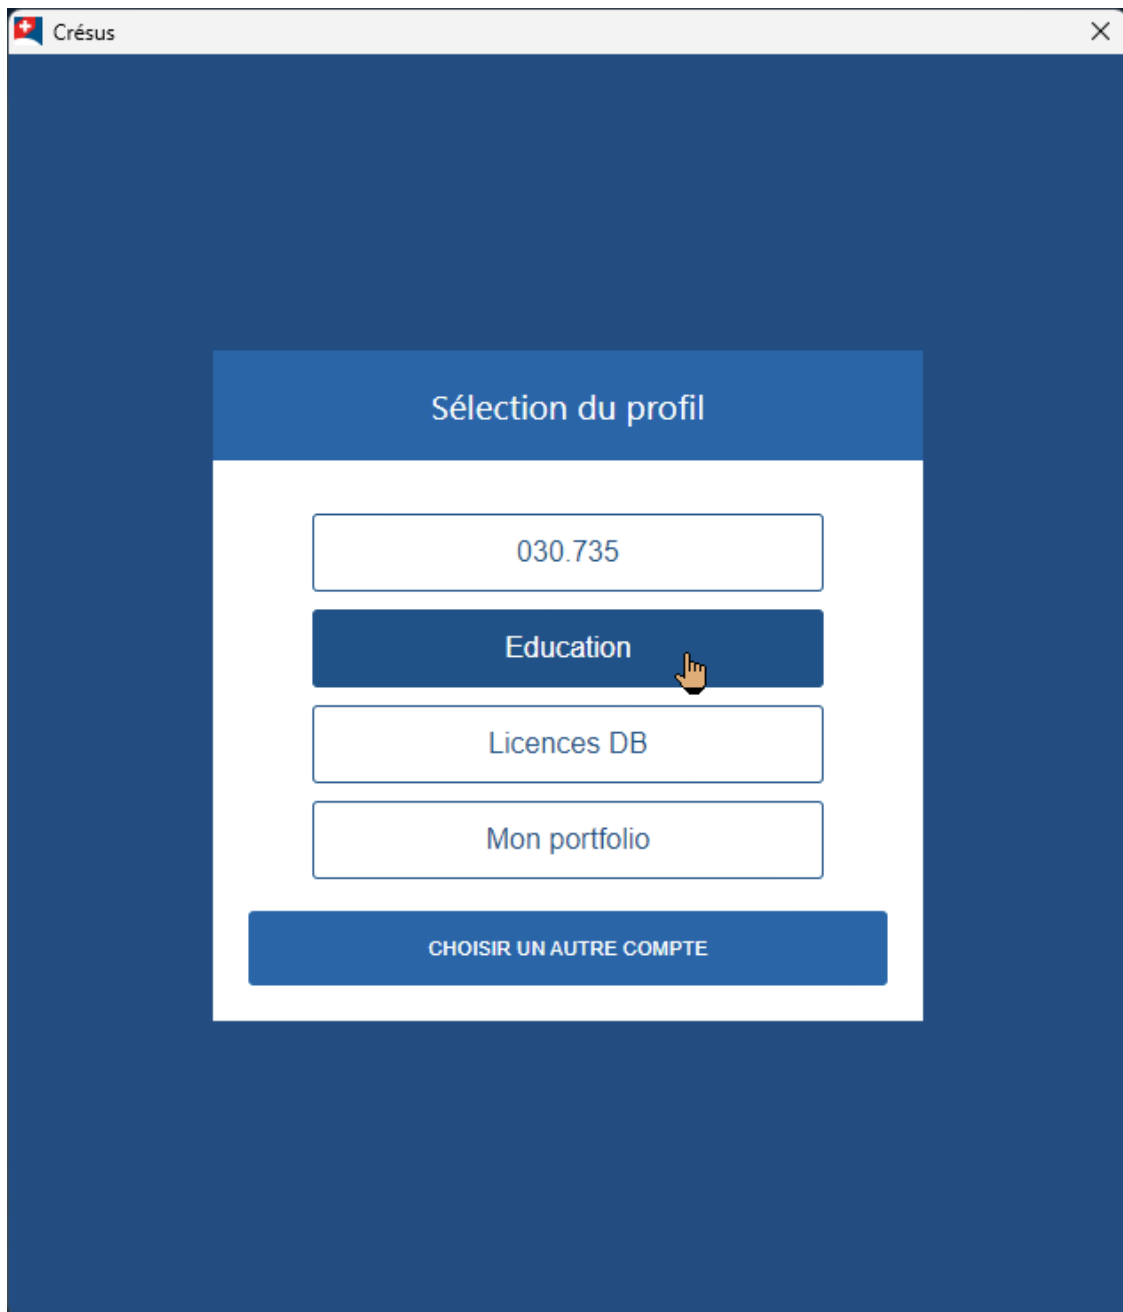 Crésus
Sélection du profil
030.735
Education
Licences DB
Mon portfolio
CHOISIR UN AUTRE COMPTE